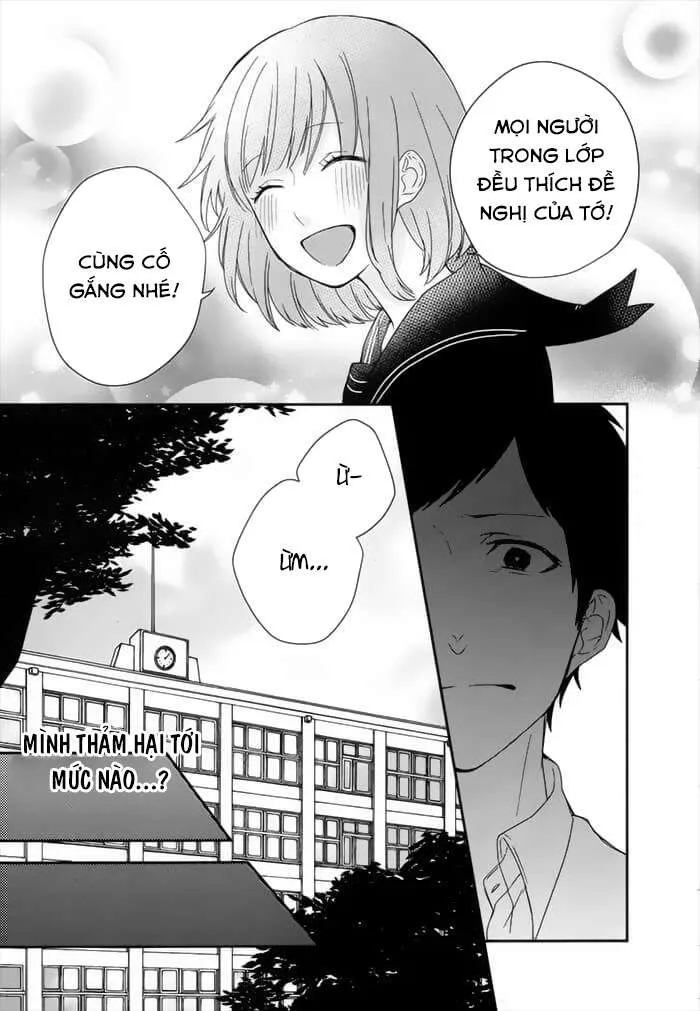 MỌI NGƯỜI
TRONG LỚP
ĐỀU THÍCH ĐỀ
NGHỊ CỦA TỚ!
CÙNG CỐ
GẮNG NHÉ!
Ừ-
ỪM...
MÌNH THẢM HẠI TỚI
MỨC NÀO...?